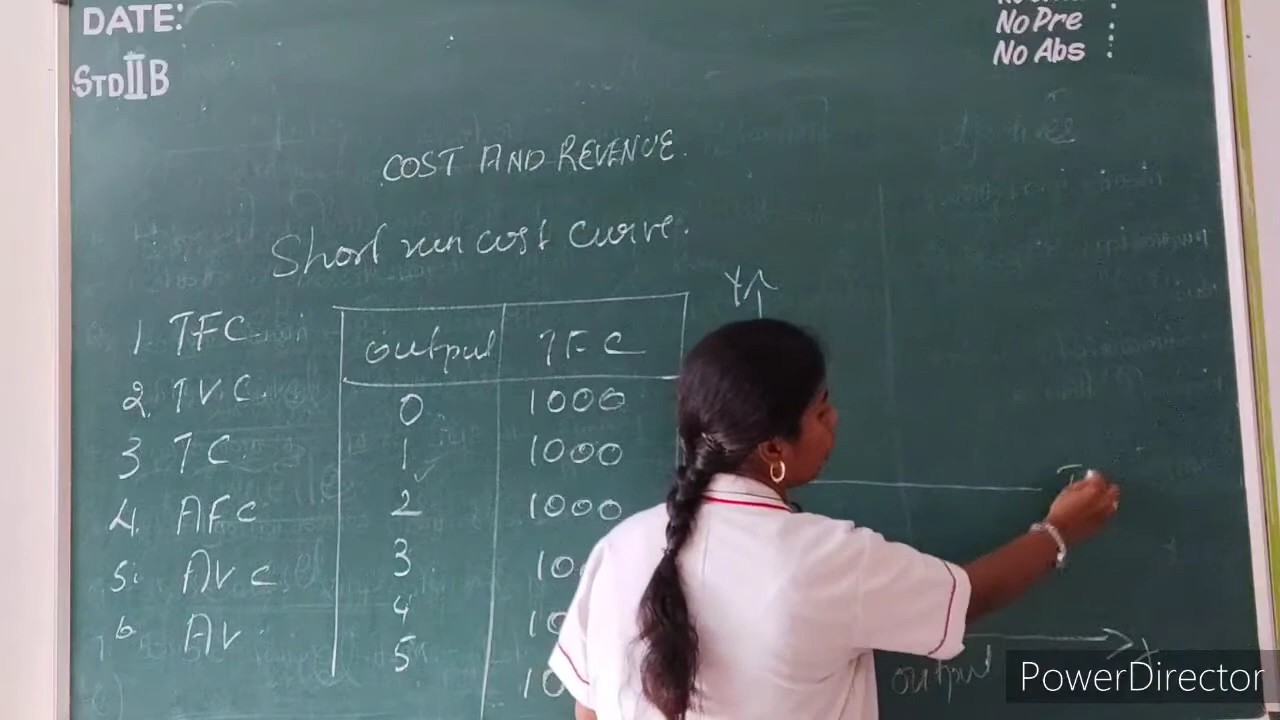 DATE:
STD II B
No Pre :
No Abs :
COST AND REVENUE.
Short run cost curve.
1 TFC
2. TVC
3 TC
4. AFC
5. AVC
6 AV
output TFC
0 1000
1 1000
2 1000
3
4
5
Y
output X
PowerDirector